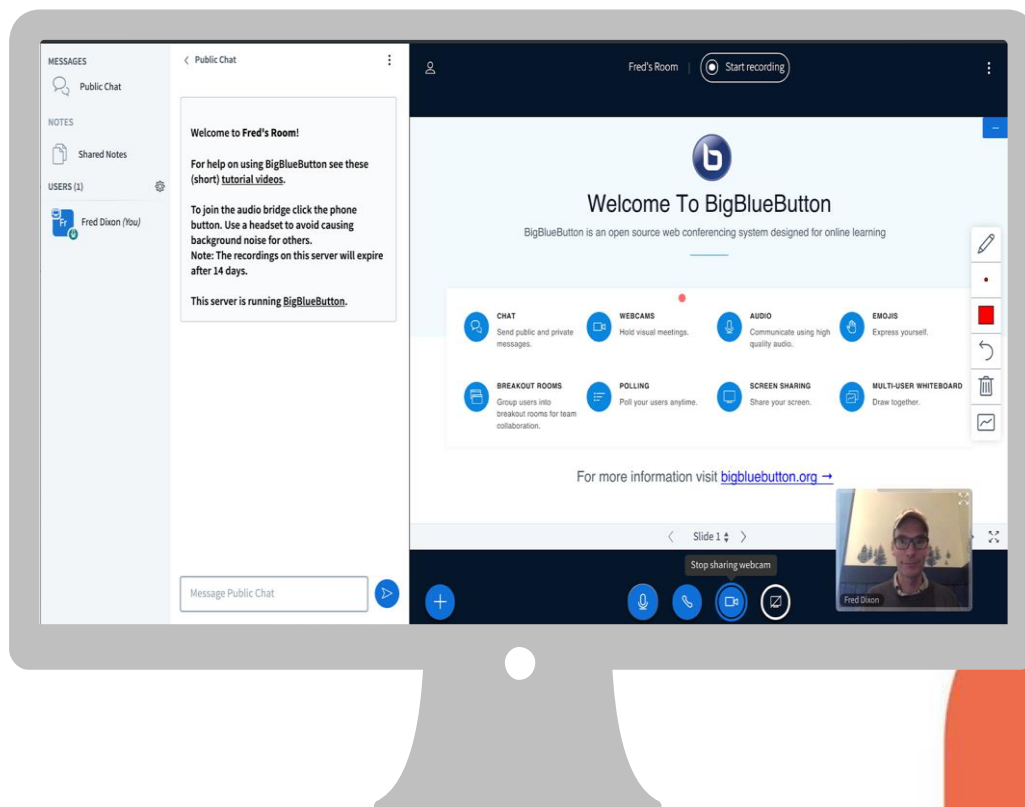 MESSAGES
Public Chat
NOTES
Shared Notes
USERS (1)
Fr
Fred Dixon (You)
Public Chat
Welcome to Fred's Room!
For help on using BigBlueButton see these
(short) tutorial videos.
To join the audio bridge click the phone
button. Use a headset to avoid causing
background noise for others.
Note: The recordings on this server will expire
after 14 days.
This server is running BigBlueButton.
Message Public Chat
Fred's Room | Start recording
b
Welcome To BigBlueButton
BigBlueButton is an open source web conferencing system designed for online learning
CHAT
Send public and private
messages.
WEBCAMS
Hold visual meetings.
AUDIO
Communicate using high
quality audio.
EMOJIS
Express yourself.
BREAKOUT ROOMS
Group users into
breakout rooms for team
collaboration.
POLLING
Poll your users anytime.
SCREEN SHARING
Share your screen.
MULTI-USER WHITEBOARD
Draw together.
For more information visit bigbluebutton.org →
Slide 1
Stop sharing webcam
Fred Dixon